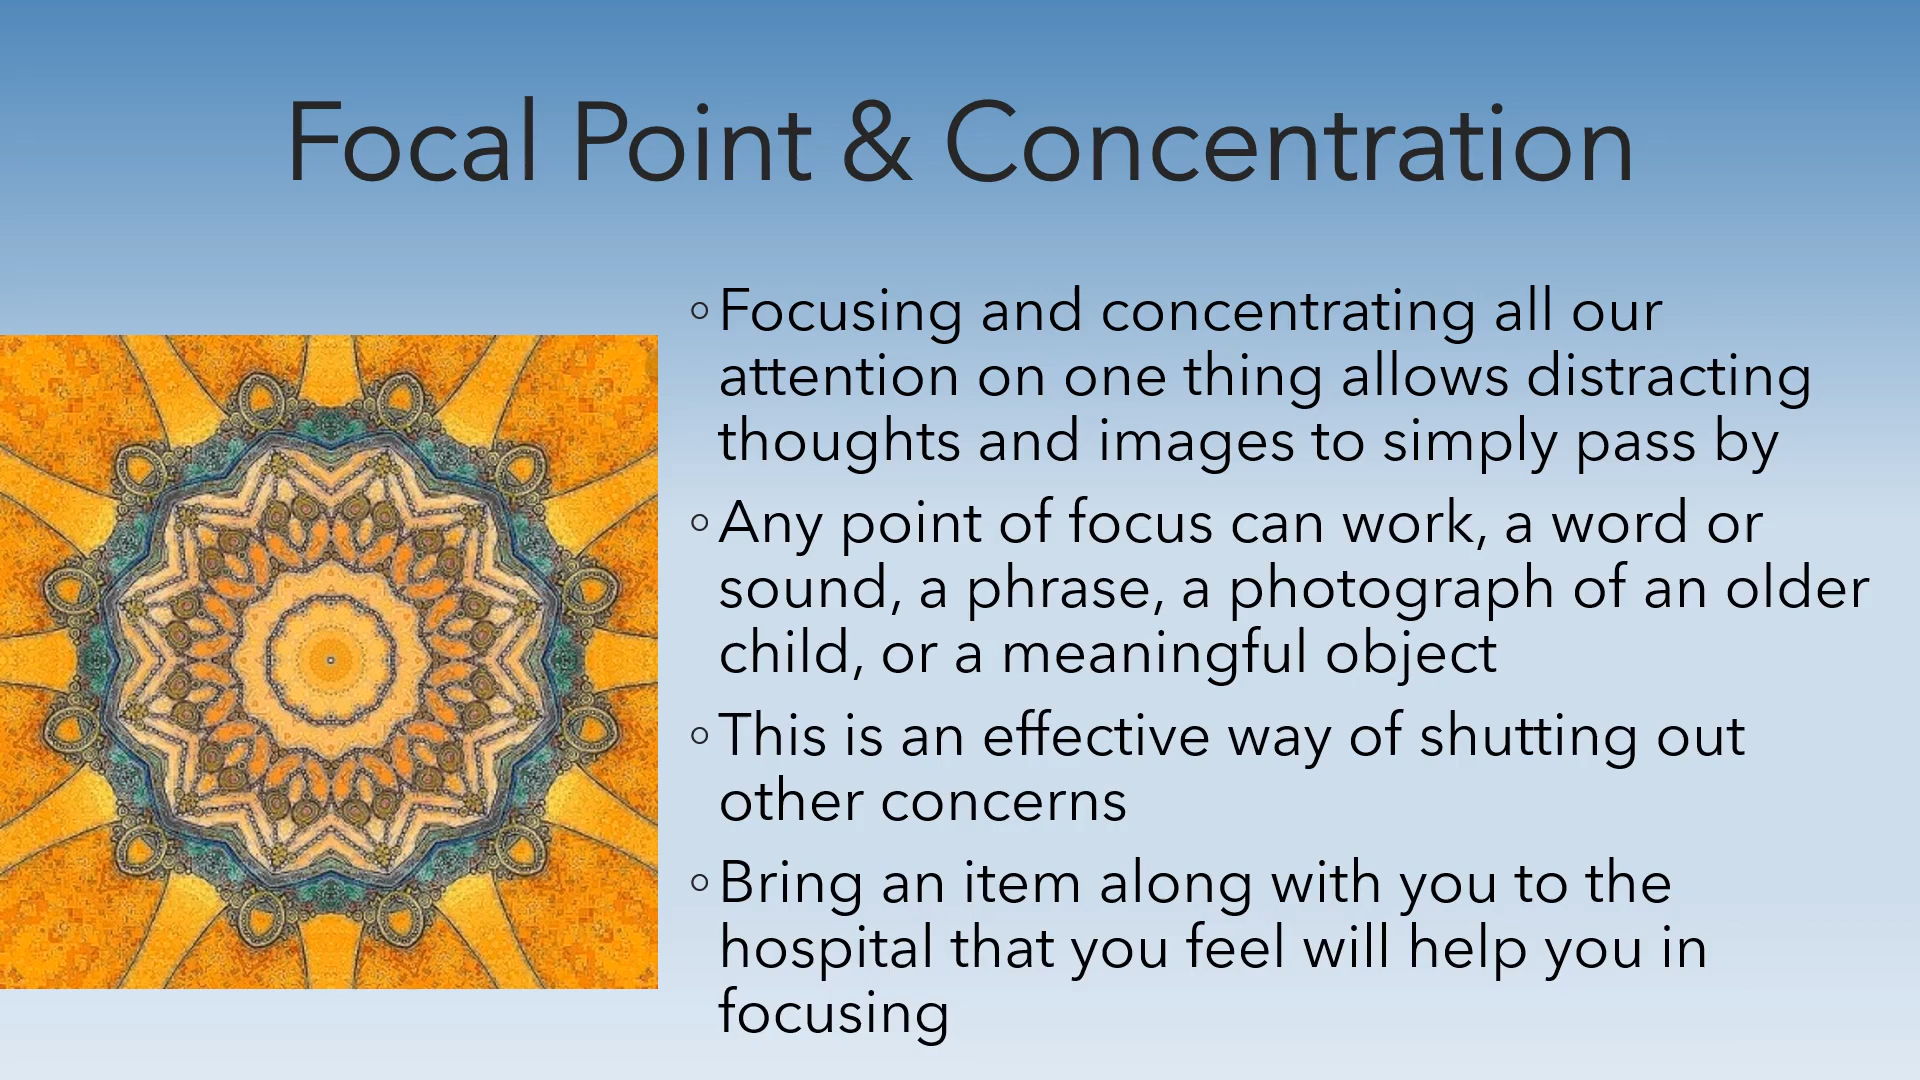 Focal Point & Concentration
◦Focusing and concentrating all our
attention on one thing allows distracting
thoughts and images to simply pass by
◦Any point of focus can work, a word or
sound, a phrase, a photograph of an older
child, or a meaningful object
◦This is an effective way of shutting out
other concerns
◦Bring an item along with you to the
hospital that you feel will help you in
focusing